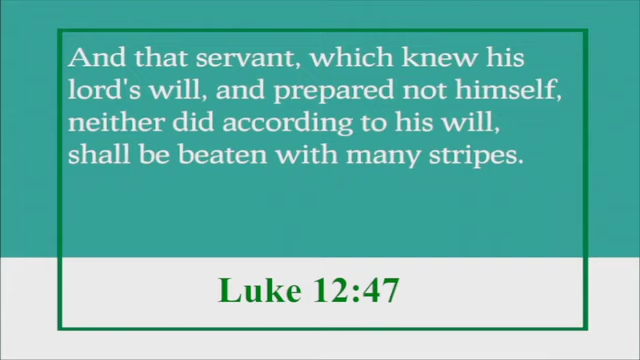 And that servant, which knew his
lord's will, and prepared not himself,
neither did according to his will,
shall be beaten with many stripes.
Luke 12:47